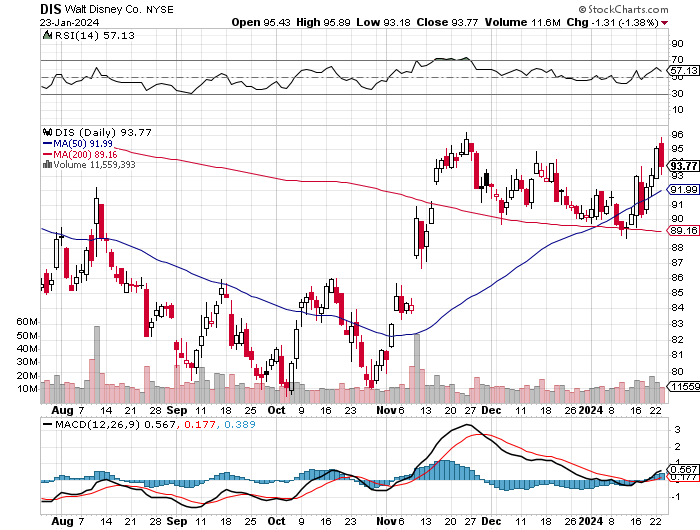 DIS Walt Disney Co. NYSE © StockCharts.com
23-Jan-2024 Open 95.43 High 95.89 Low 93.18 Close 93.77 Volume 11.6M Chg -1.31 (-1.38%)
RSI(14) 57.13
90
70
57.13
50
30
10
DIS (Daily) 93.77
MA(50) 91.99
MA(200) 89.16
Volume 11,559,393
96
95
93.77
93
91.99
91
90
89.16
88
87
86
85
84
83
82
81
80
11559
60M
50M
40M
30M
20M
10M
Aug 7 14 21 28 Sep 11 18 25 Oct 9 16 23 Nov 6 13 20 27 Dec 11 18 26 2024 8 16 22
MACD(12,26,9) 0.567, 0.177, 0.389
3
2
1
0.567
0.177
-1
Aug 7 14 21 28 Sep 11 18 25 Oct 9 16 23 Nov 6 13 20 27 Dec 11 18 26 2024 8 16 22